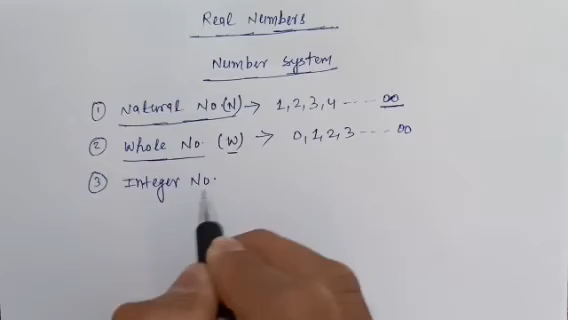 Real Numbers
Number System
① Natural No.(N) → 1, 2, 3, 4 ---- ∞
② Whole No. (W) → 0, 1, 2, 3 ---- ∞
③ Integer No.